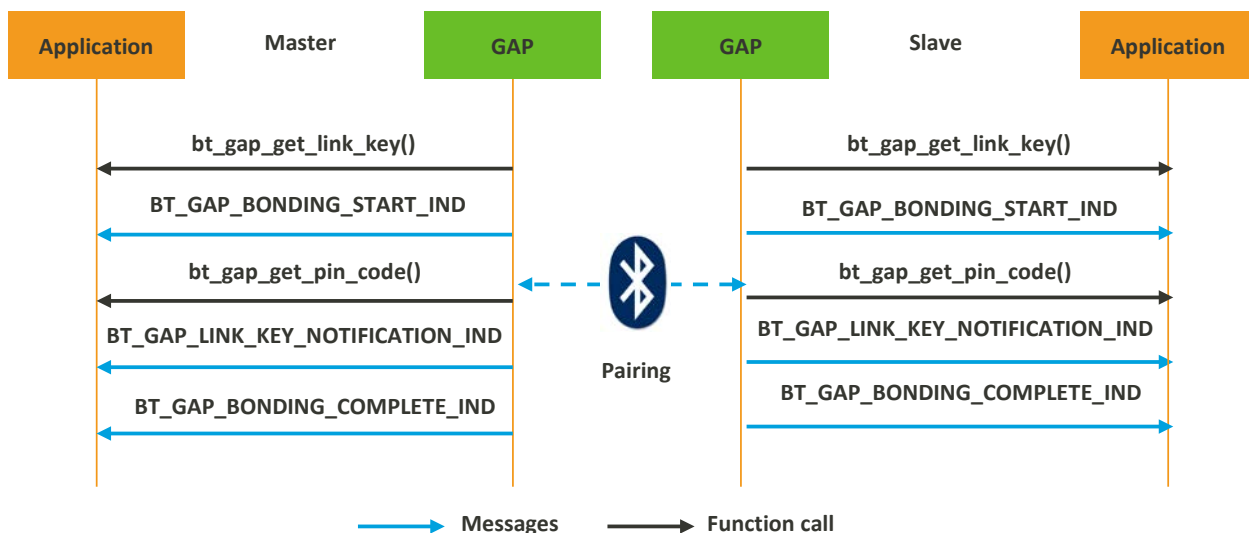 Application
Master
GAP
GAP
Slave
Application
bt_gap_get_link_key()
bt_gap_get_link_key()
BT_GAP_BONDING_START_IND
BT_GAP_BONDING_START_IND
bt_gap_get_pin_code()
bt_gap_get_pin_code()
BT_GAP_LINK_KEY_NOTIFICATION_IND
BT_GAP_LINK_KEY_NOTIFICATION_IND
Pairing
BT_GAP_BONDING_COMPLETE_IND
BT_GAP_BONDING_COMPLETE_IND
Messages
Function call